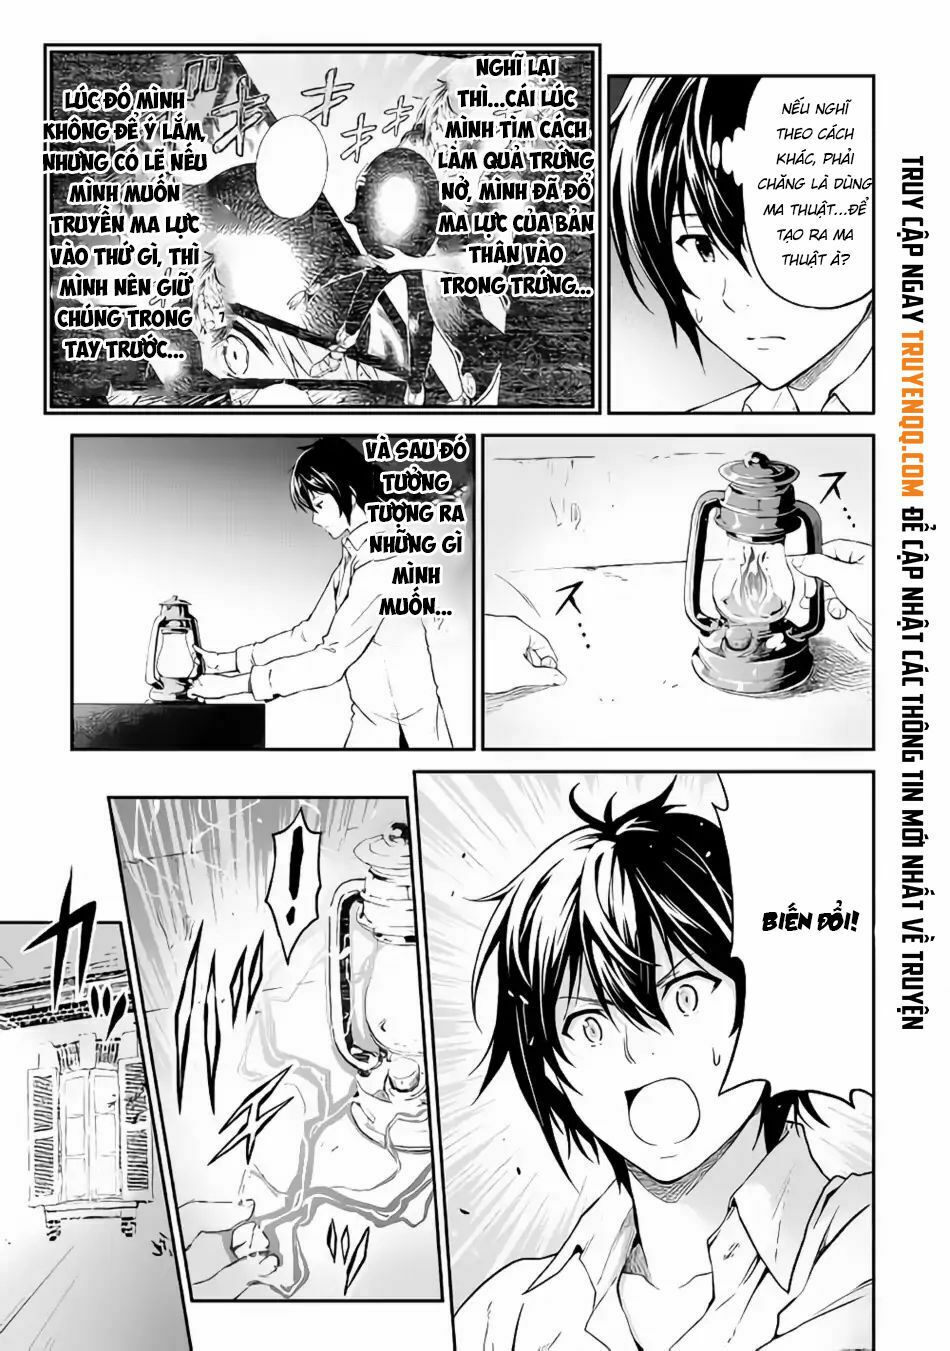 NẾU NGHĨ
THEO CÁCH
KHÁC, PHẢI
CHĂNG LÀ DÙNG
MA THUẬT...ĐỂ
TẠO RA MA
THUẬT À?
NGHĨ LẠI
THÌ...CÁI LÚC
MÌNH TÌM CÁCH
LÀM QUẢ TRỨNG
NỞ, MÌNH ĐÃ ĐỔ
MA LỰC CỦA BẢN
THÂN VÀO
TRONG TRỨNG...
LÚC ĐÓ MÌNH
KHÔNG ĐỂ Ý LẮM,
NHƯNG CÓ LẼ NẾU
MÌNH MUỐN
TRUYỀN MA LỰC
VÀO THỨ GÌ, THÌ
MÌNH NÊN GIỮ
CHÚNG TRONG
TAY TRƯỚC...
ス...
ス...
VÀ SAU ĐÓ
TƯỞNG
TƯỢNG RA
NHỮNG GÌ
MÌNH
MUỐN...
BIẾN ĐỔI!
!
TRUY CẬP NGAY TRUYENQQ.COM ĐỂ CẬP NHẬT CÁC THÔNG TIN MỚI NHẤT VỀ TRUYỆN